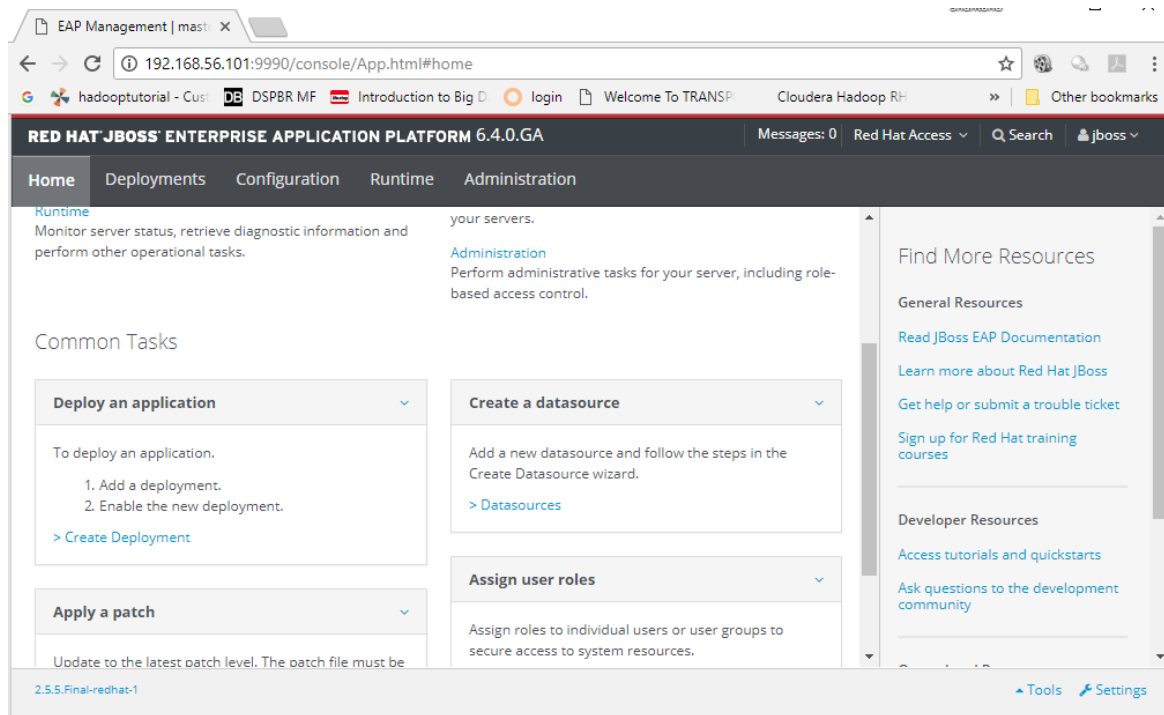 EAP Management | mast
192.168.56.101:9990/console/App.html#home
hadooptutorial - Cust DB DSPBR MF Introduction to Big D login Welcome To TRANSP Cloudera Hadoop RH » Other bookmarks
RED HAT JBOSS ENTERPRISE APPLICATION PLATFORM 6.4.0.GA Messages: 0 Red Hat Access Search jboss
Home Deployments Configuration Runtime Administration
Runtime
Monitor server status, retrieve diagnostic information and
perform other operational tasks.
your servers.
Administration
Perform administrative tasks for your server, including role-
based access control.
Common Tasks
Deploy an application
To deploy an application.
1. Add a deployment.
2. Enable the new deployment.
> Create Deployment
Create a datasource
Add a new datasource and follow the steps in the
Create Datasource wizard.
> Datasources
Apply a patch
Update to the latest patch level. The patch file must be
Assign user roles
Assign roles to individual users or user groups to
secure access to system resources.
Find More Resources
General Resources
Read JBoss EAP Documentation
Learn more about Red Hat JBoss
Get help or submit a trouble ticket
Sign up for Red Hat training
courses
Developer Resources
Access tutorials and quickstarts
Ask questions to the development
community
2.5.5.Final-redhat-1
Tools Settings